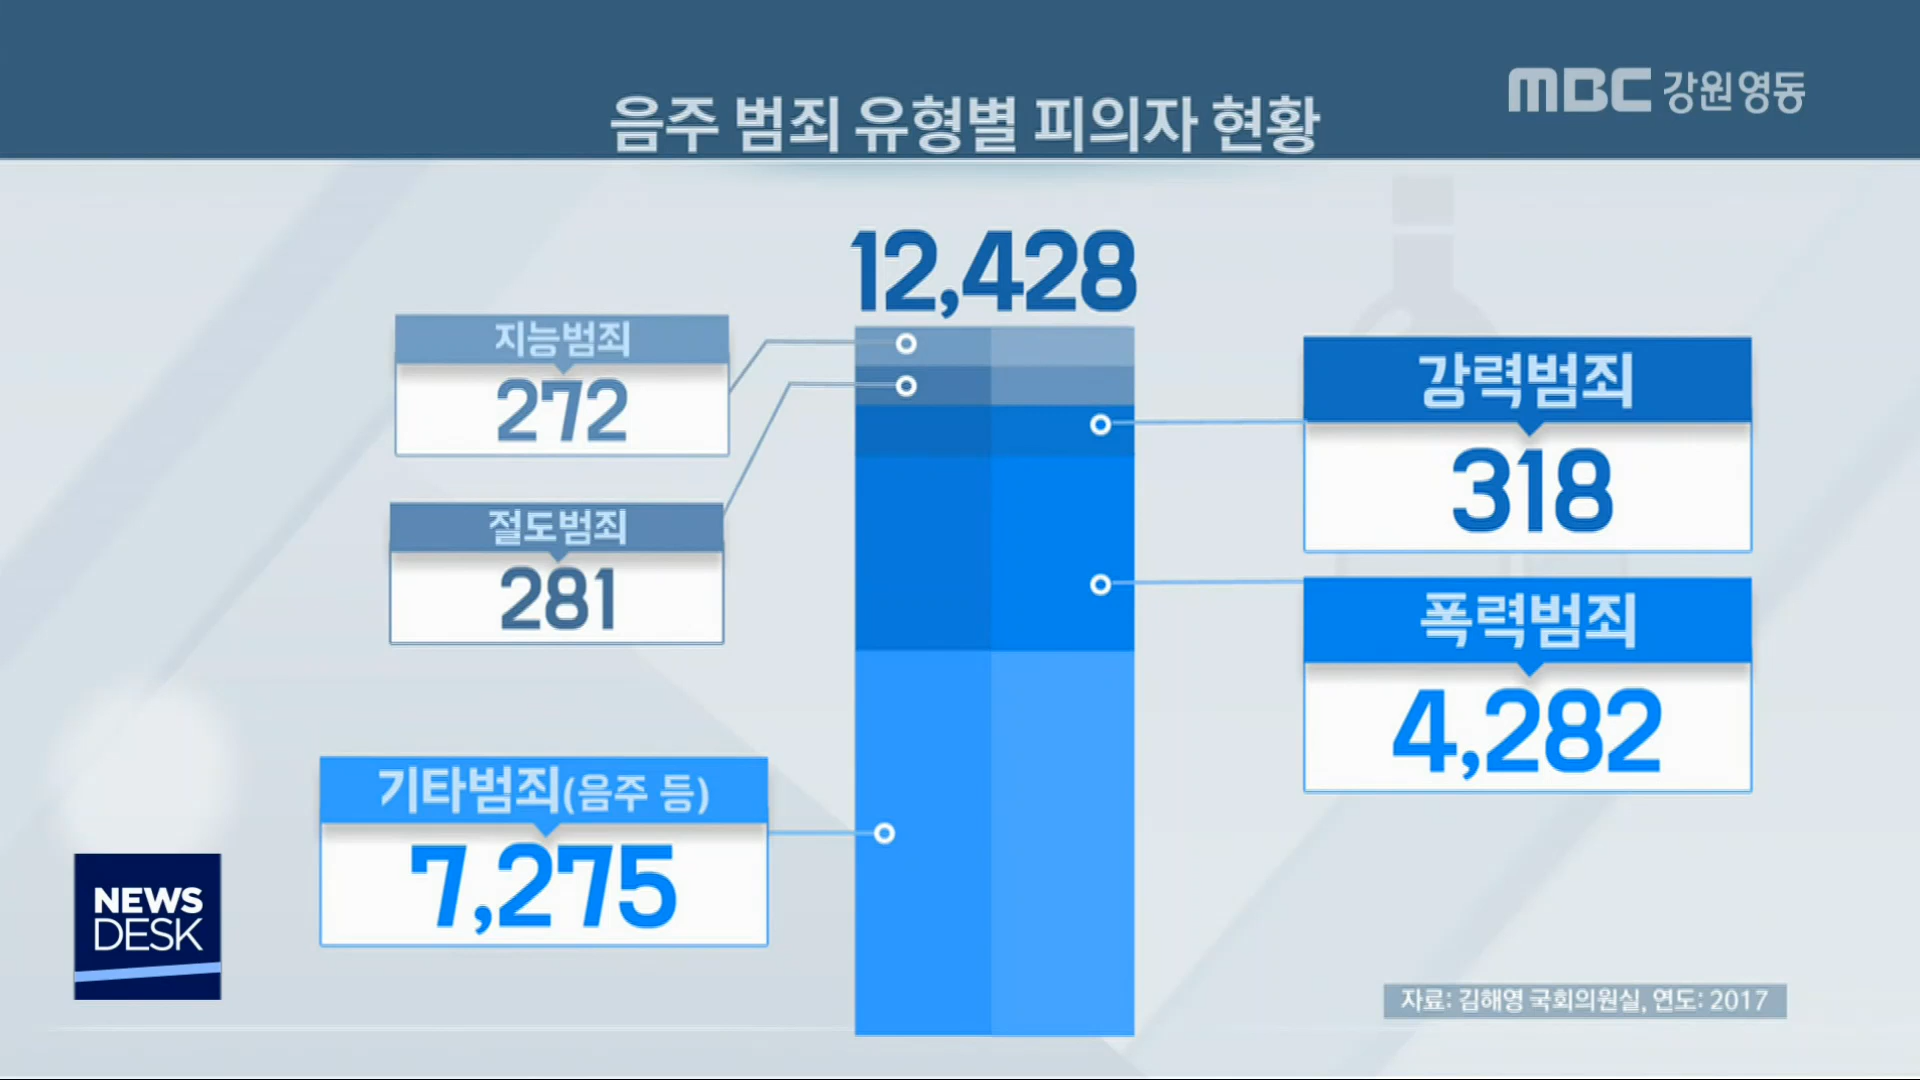 MBC 강원영동
음주 범죄 유형별 피의자 현황
12,428
지능범죄
272
절도범죄
281
강력범죄
318
폭력범죄
4,282
기타범죄(음주 등)
7,275
NEWS
DESK
자료: 김해영 국회의원실, 연도: 2017